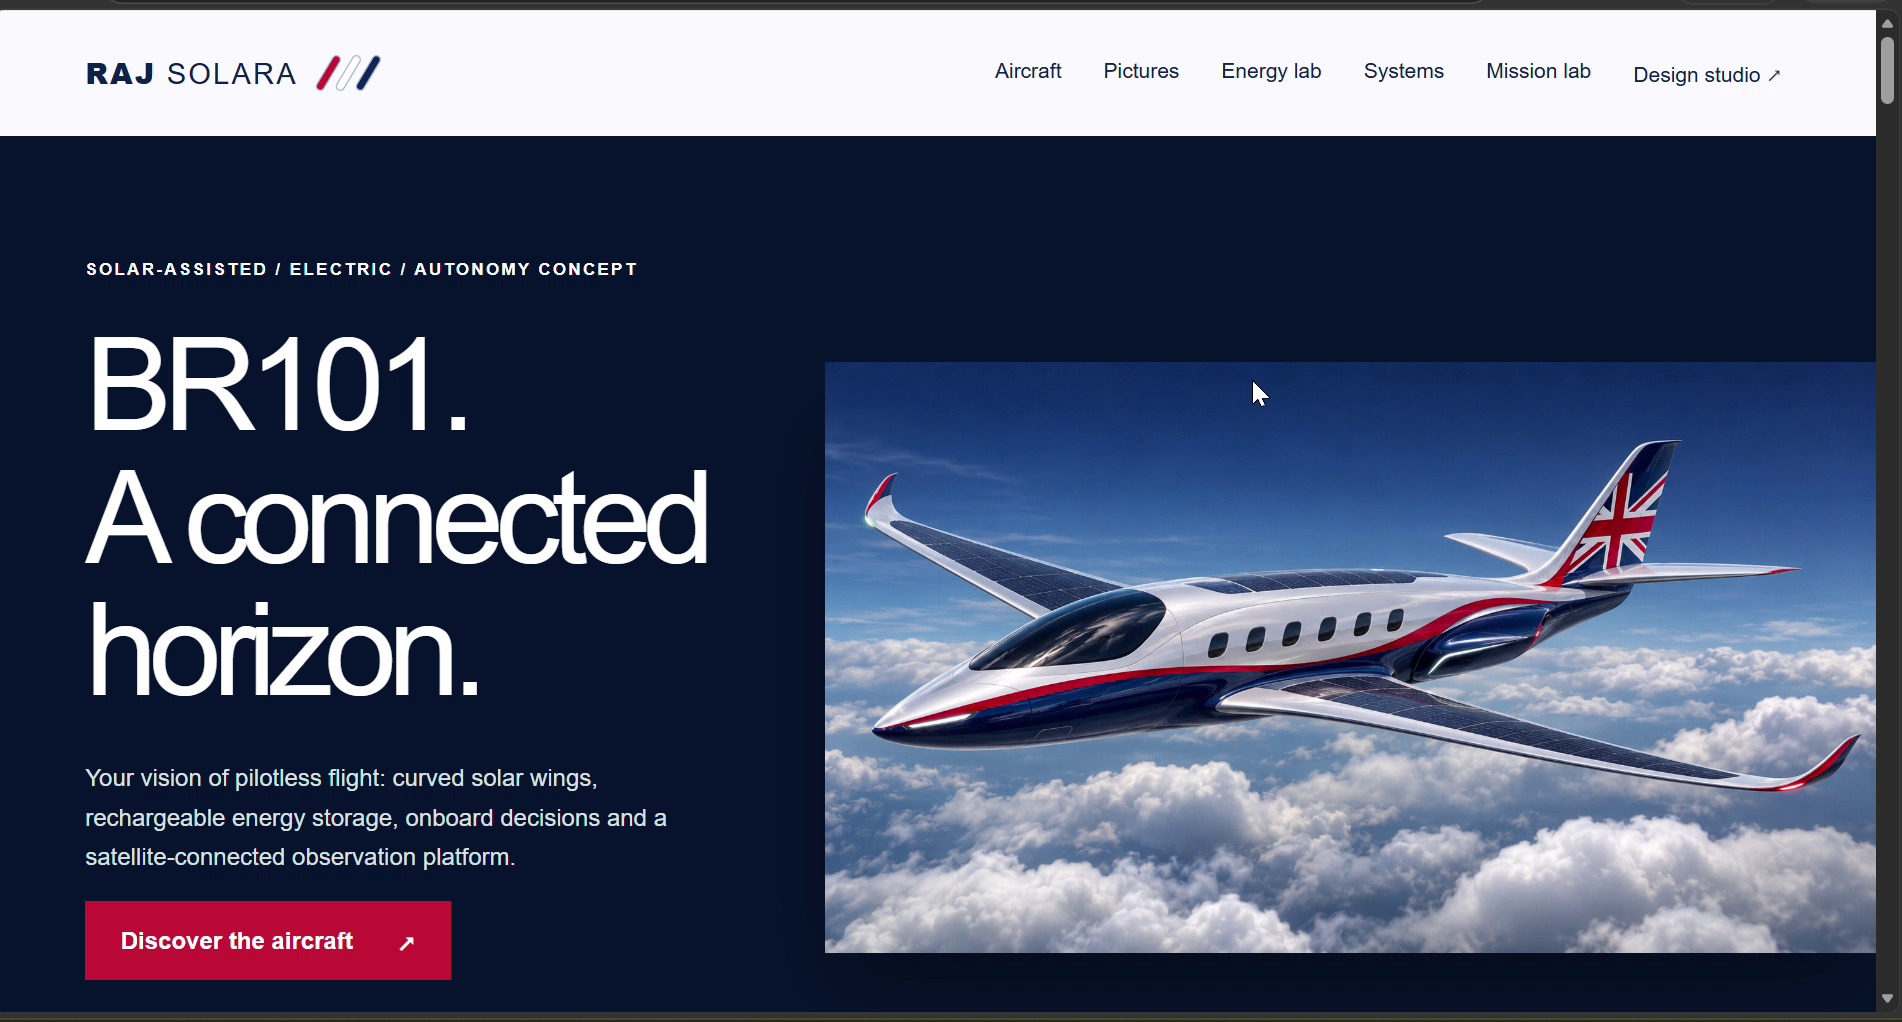 RAJ SOLARA
Aircraft Pictures Energy lab Systems Mission lab Design studio ↗
SOLAR-ASSISTED / ELECTRIC / AUTONOMY CONCEPT
BR101.
A connected
horizon.
Your vision of pilotless flight: curved solar wings,
rechargeable energy storage, onboard decisions and a
satellite-connected observation platform.
Discover the aircraft ↗